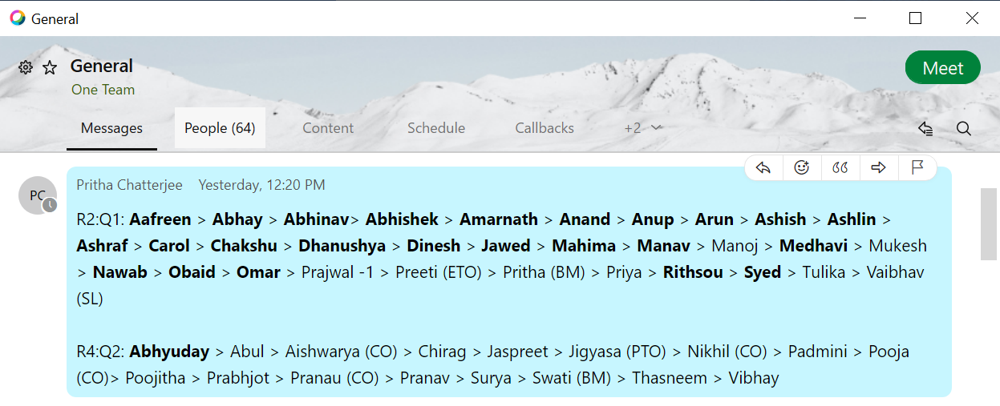 General
General
One Team
Meet
Messages People (64) Content Schedule Callbacks +2
PC
Pritha Chatterjee Yesterday, 12:20 PM
R2:Q1: Aafreen > Abhay > Abhinav> Abhishek > Amarnath > Anand > Anup > Arun > Ashish > Ashlin >
Ashraf > Carol > Chakshu > Dhanushya > Dinesh > Jawed > Mahima > Manav > Manoj > Medhavi > Mukesh
> Nawab > Obaid > Omar > Prajwal -1 > Preeti (ETO) > Pritha (BM) > Priya > Rithsou > Syed > Tulika > Vaibhav
(SL)
R4:Q2: Abhyuday > Abul > Aishwarya (CO) > Chirag > Jaspreet > Jigyasa (PTO) > Nikhil (CO) > Padmini > Pooja
(CO)> Poojitha > Prabhjot > Pranau (CO) > Pranav > Surya > Swati (BM) > Thasneem > Vibhay